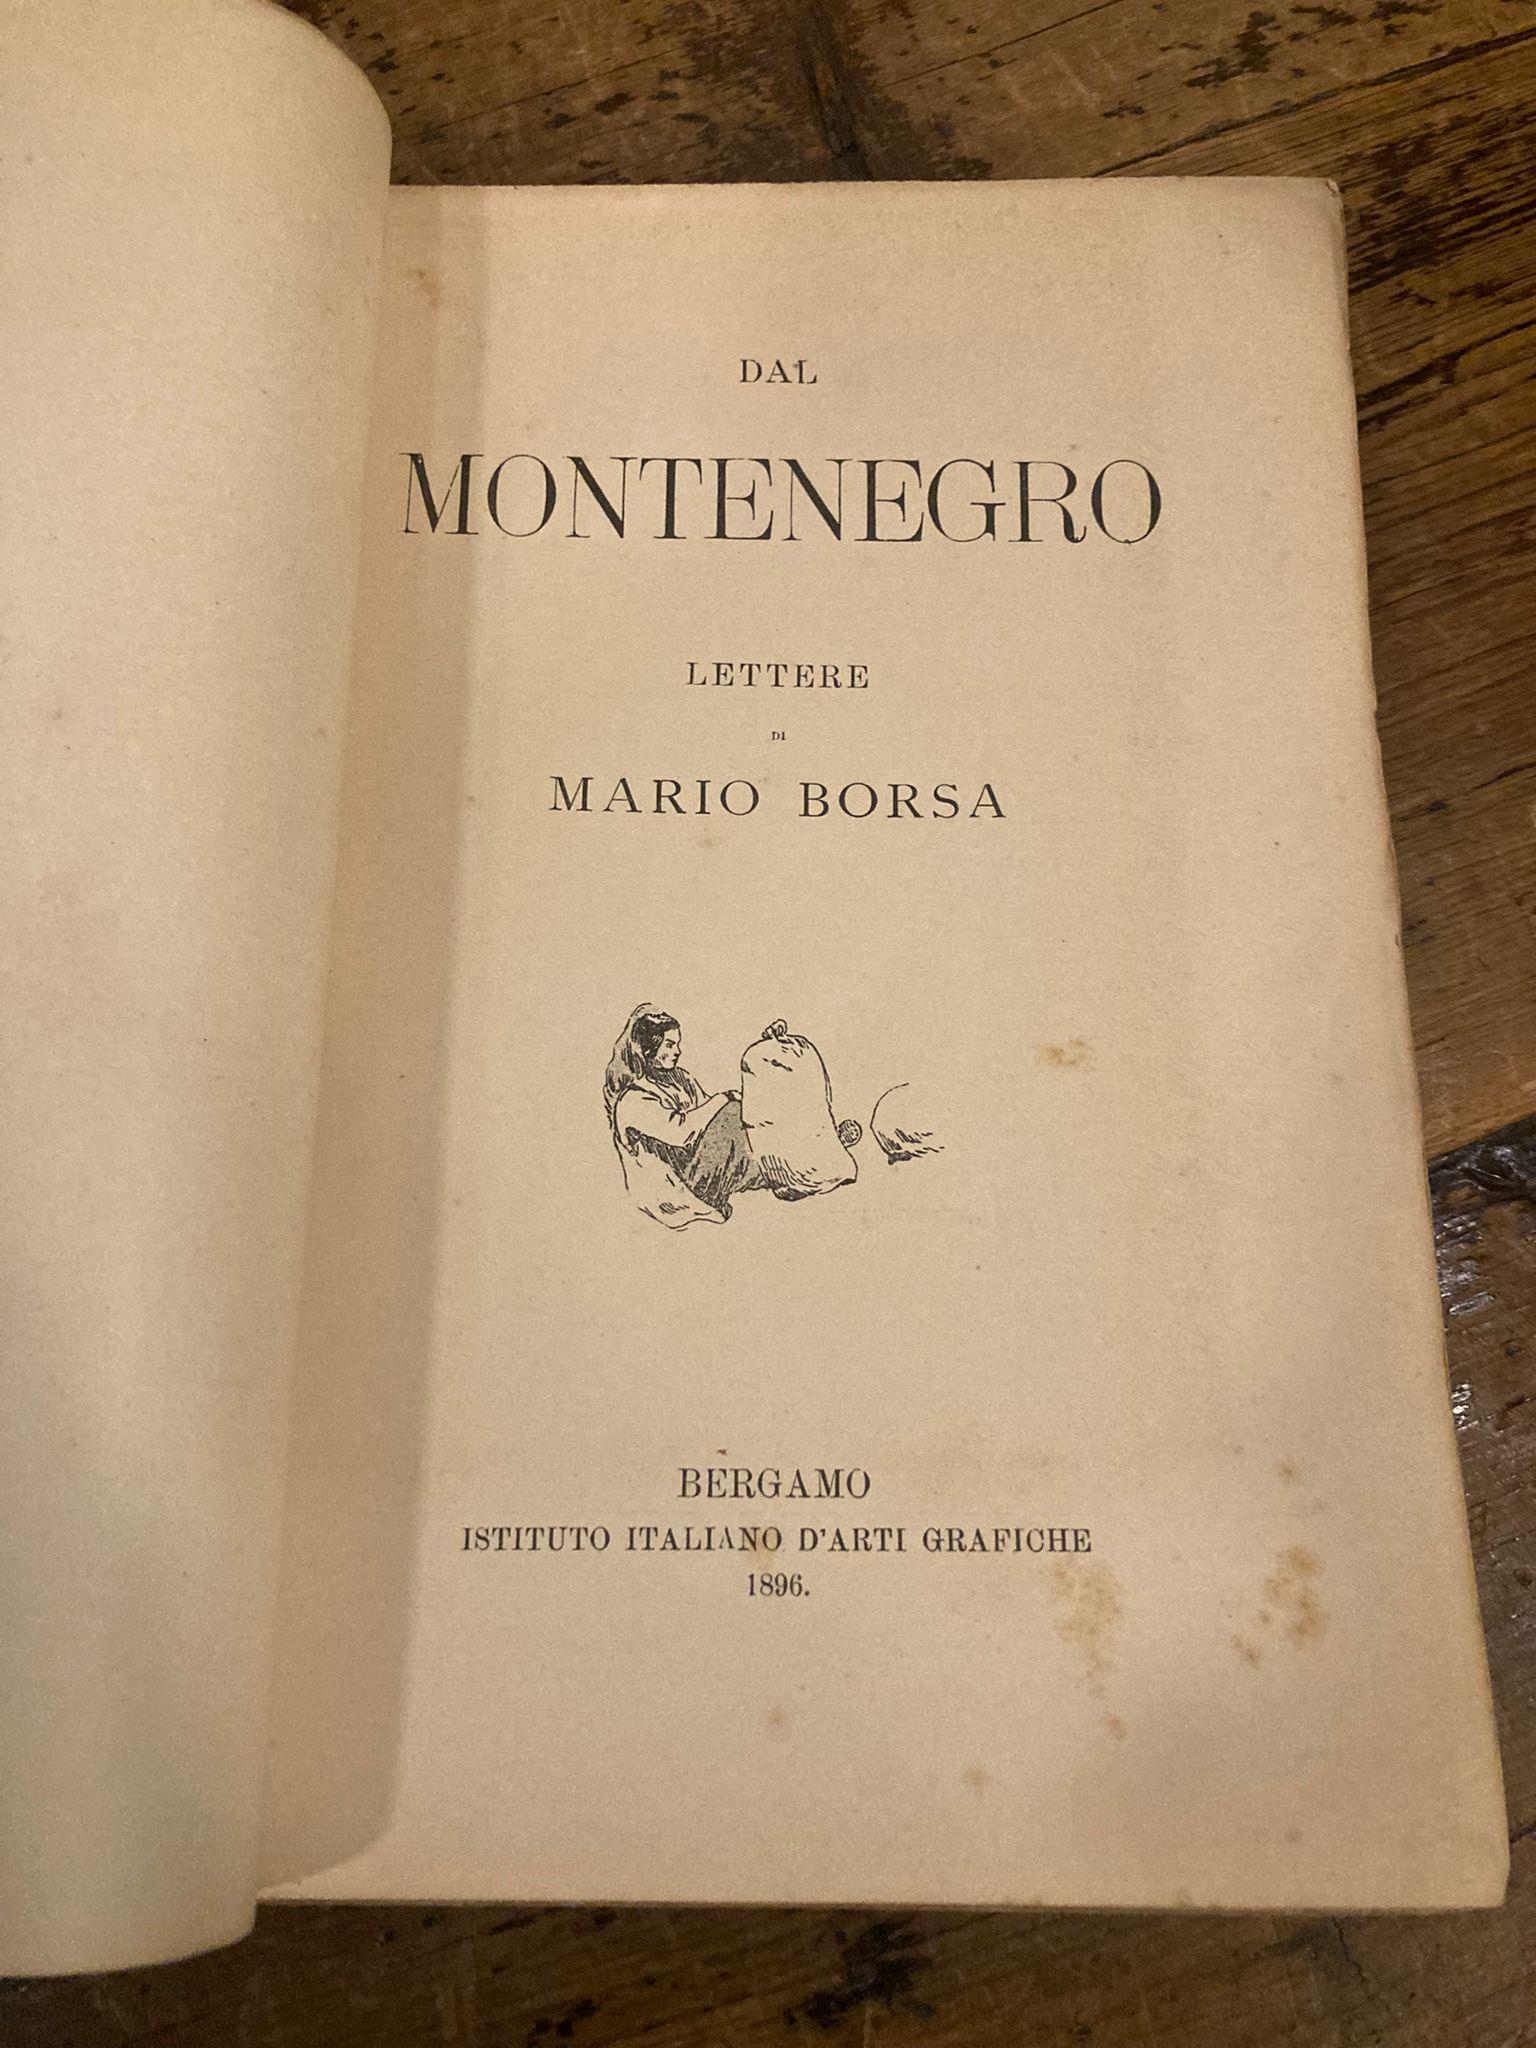 DAL
MONTENEGRO
LETTERE
DI
MARIO BORSA
BERGAMO
ISTITUTO ITALIANO D'ARTI GRAFICHE
1896.